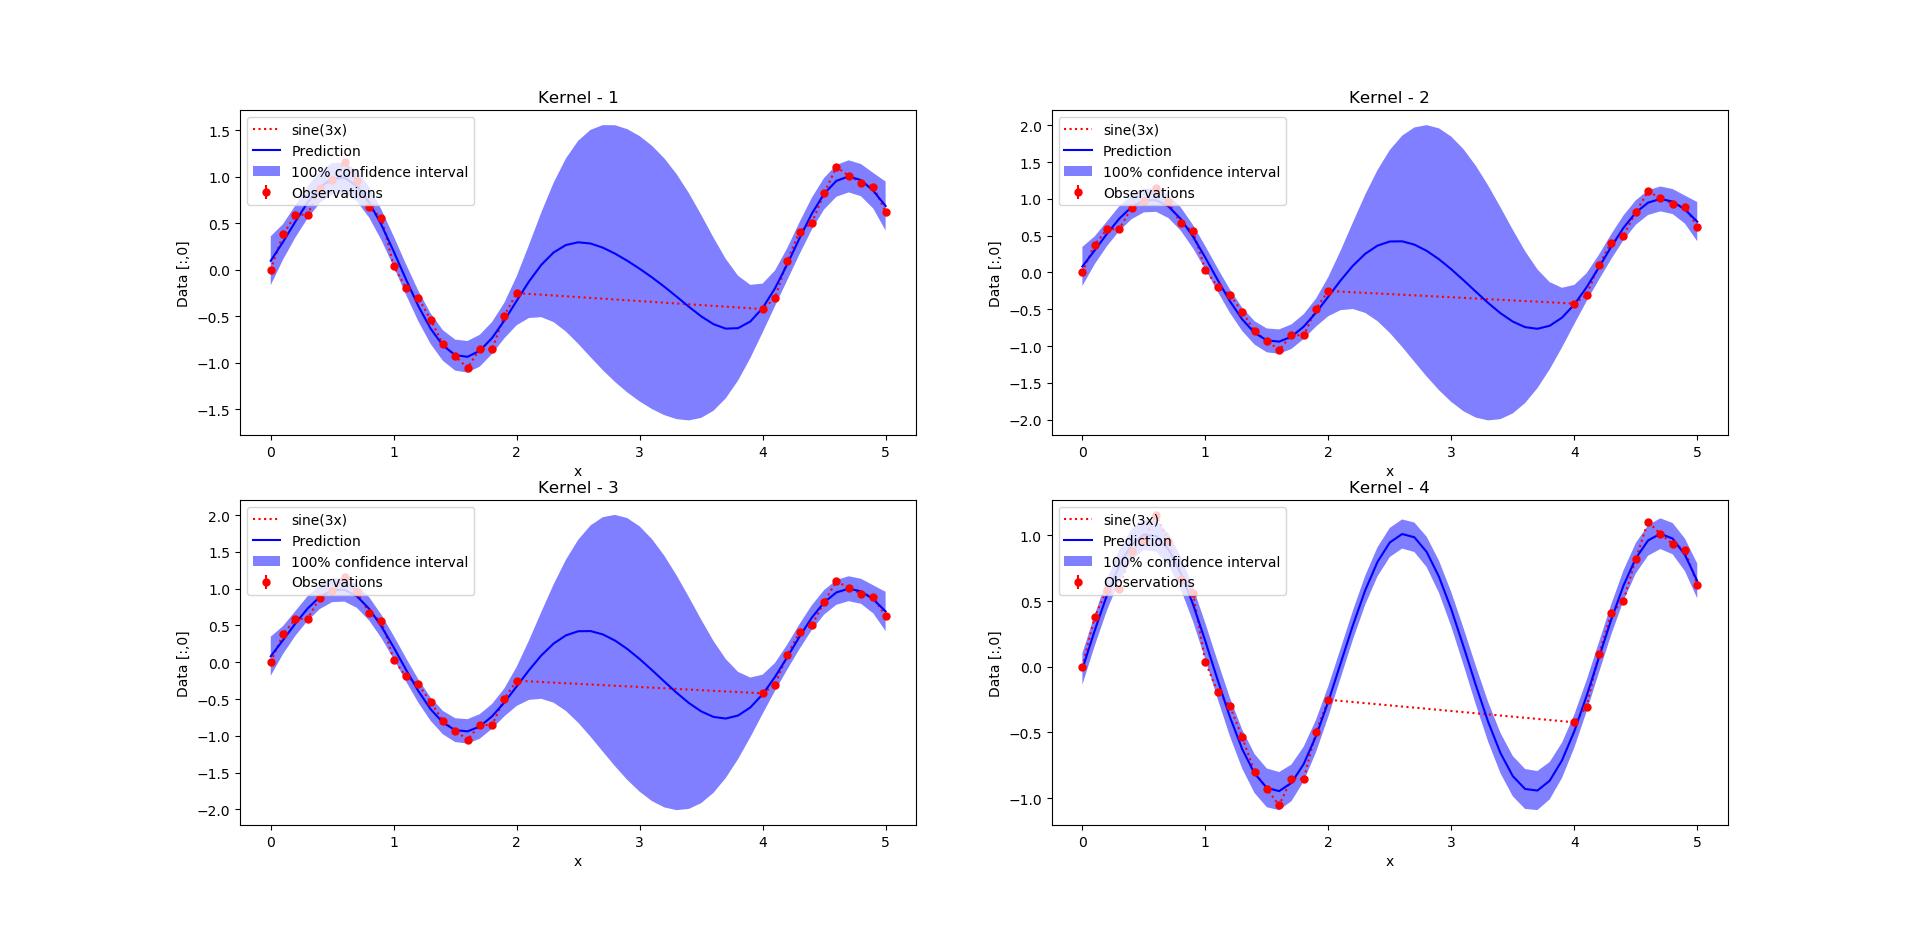 Kernel - 1
sine(3x)
Prediction
100% confidence interval
Observations
Data [:,0]
1.5
1.0
0.5
0.0
−0.5
−1.0
−1.5
0 1 2 3 4 5
x
Kernel - 2
sine(3x)
Prediction
100% confidence interval
Observations
Data [:,0]
2.0
1.5
1.0
0.5
0.0
−0.5
−1.0
−1.5
−2.0
0 1 2 3 4 5
x
Kernel - 3
sine(3x)
Prediction
100% confidence interval
Observations
Data [:,0]
2.0
1.5
1.0
0.5
0.0
−0.5
−1.0
−1.5
−2.0
0 1 2 3 4 5
x
Kernel - 4
sine(3x)
Prediction
100% confidence interval
Observations
Data [:,0]
1.0
0.5
0.0
−0.5
−1.0
0 1 2 3 4 5
x